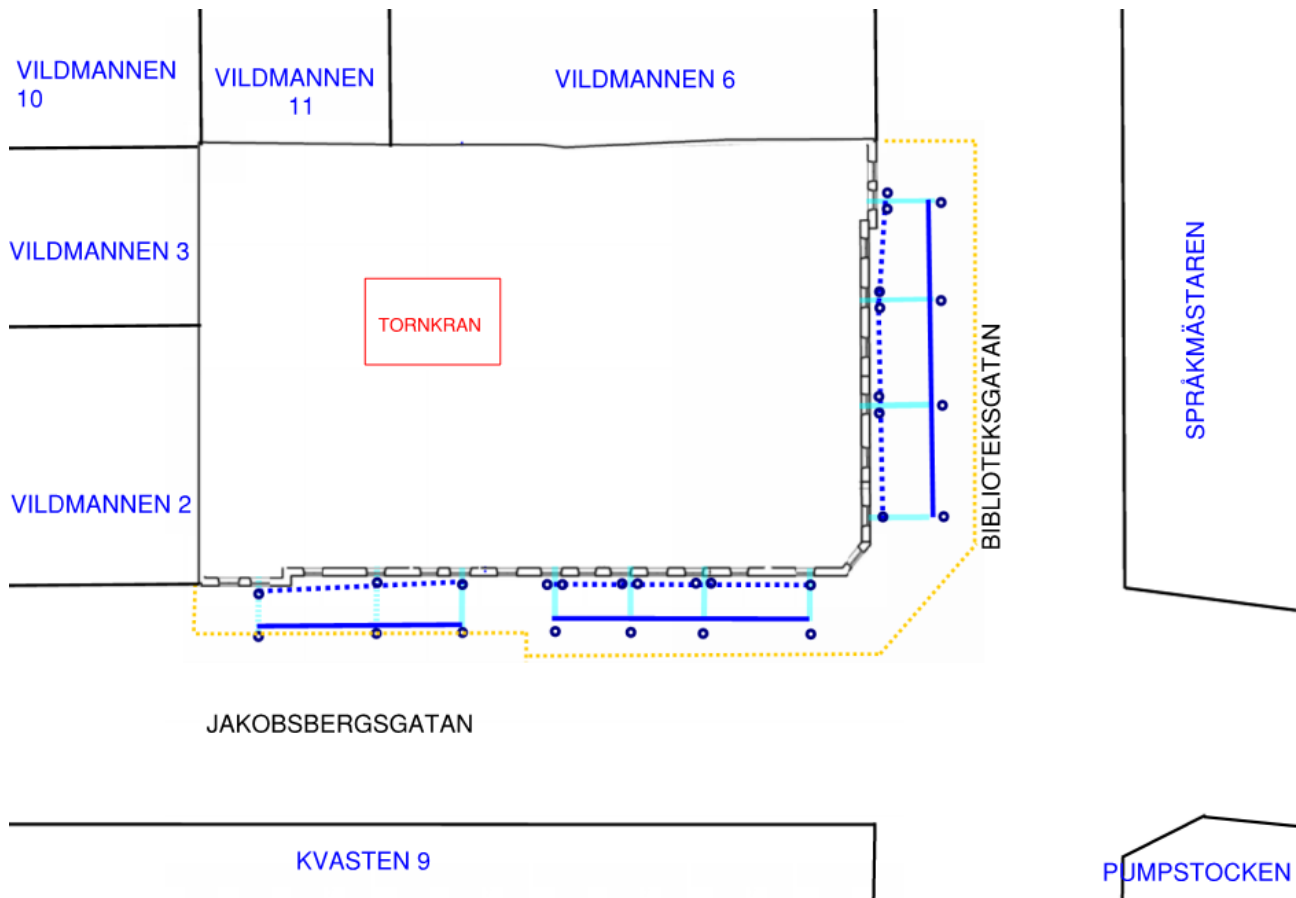 VILDMANNEN
10
VILDMANNEN
11
VILDMANNEN 6
VILDMANNEN 3
TORNKRAN
SPRÅKMÄSTAREN
BIBLIOTEKSGATAN
VILDMANNEN 2
JAKOBSBERGSGATAN
KVASTEN 9
PUMPSTOCKEN